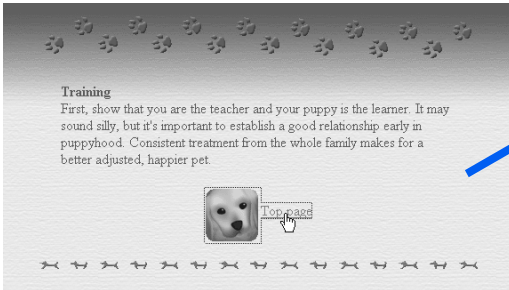 Training
First, show that you are the teacher and your puppy is the learner. It may
sound silly, but it's important to establish a good relationship early in
puppyhood. Consistent treatment from the whole family makes for a
better adjusted, happier pet.
Top page